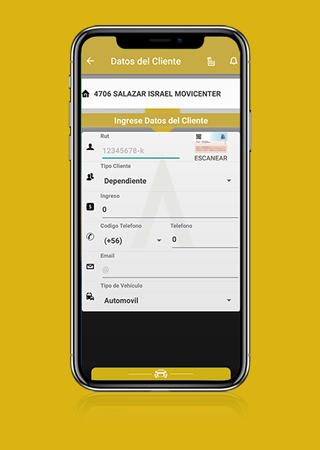 Datos del Cliente
4706 SALAZAR ISRAEL MOVICENTER
Ingrese Datos del Cliente
Rut
12345678-k
ESCANEAR
Tipo Cliente
Dependiente
Ingreso
0
Codigo Telefono Telefono
(+56) 0
Email
@
Tipo de Vehículo
Automovil